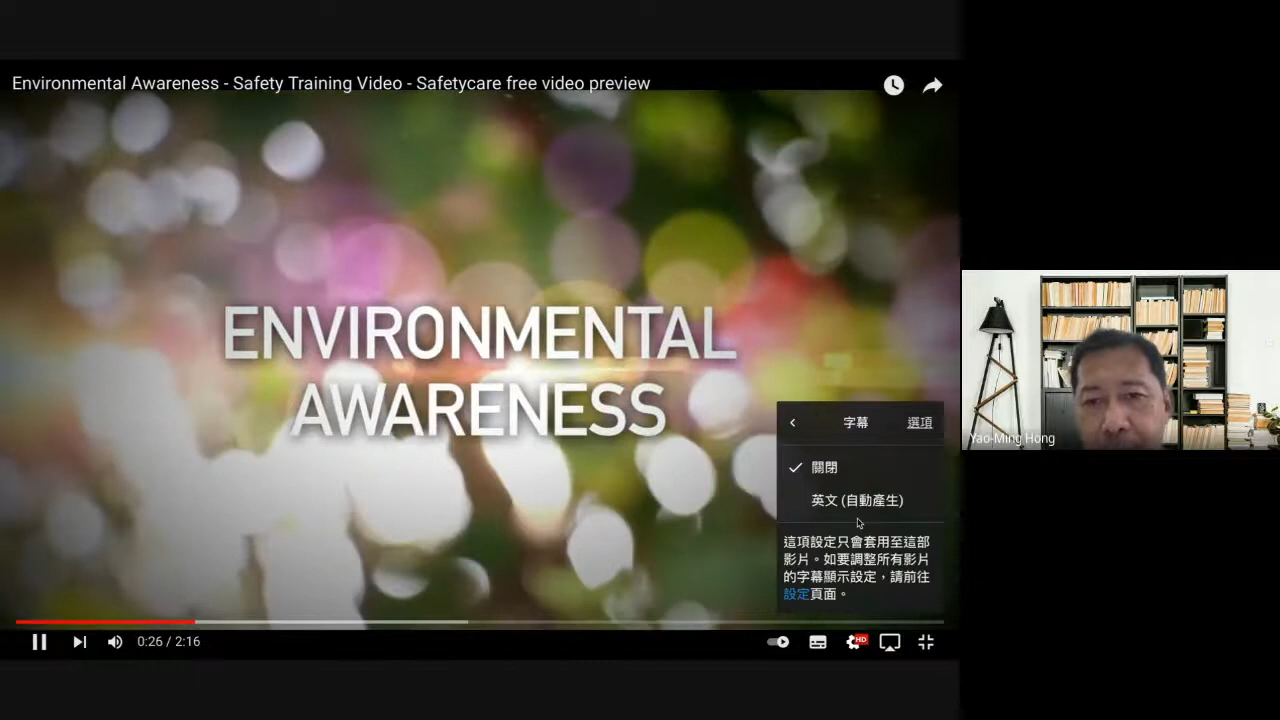 Environmental Awareness - Safety Training Video - Safetycare free video preview
ENVIRONMENTAL
AWARENESS
字幕
選項
關閉
英文 (自動產生)
這項設定只會套用至這部
影片。如要調整所有影片
的字幕顯示設定，請前往
設定頁面。
Yao-Ming Hong
0:26 / 2:16
HD